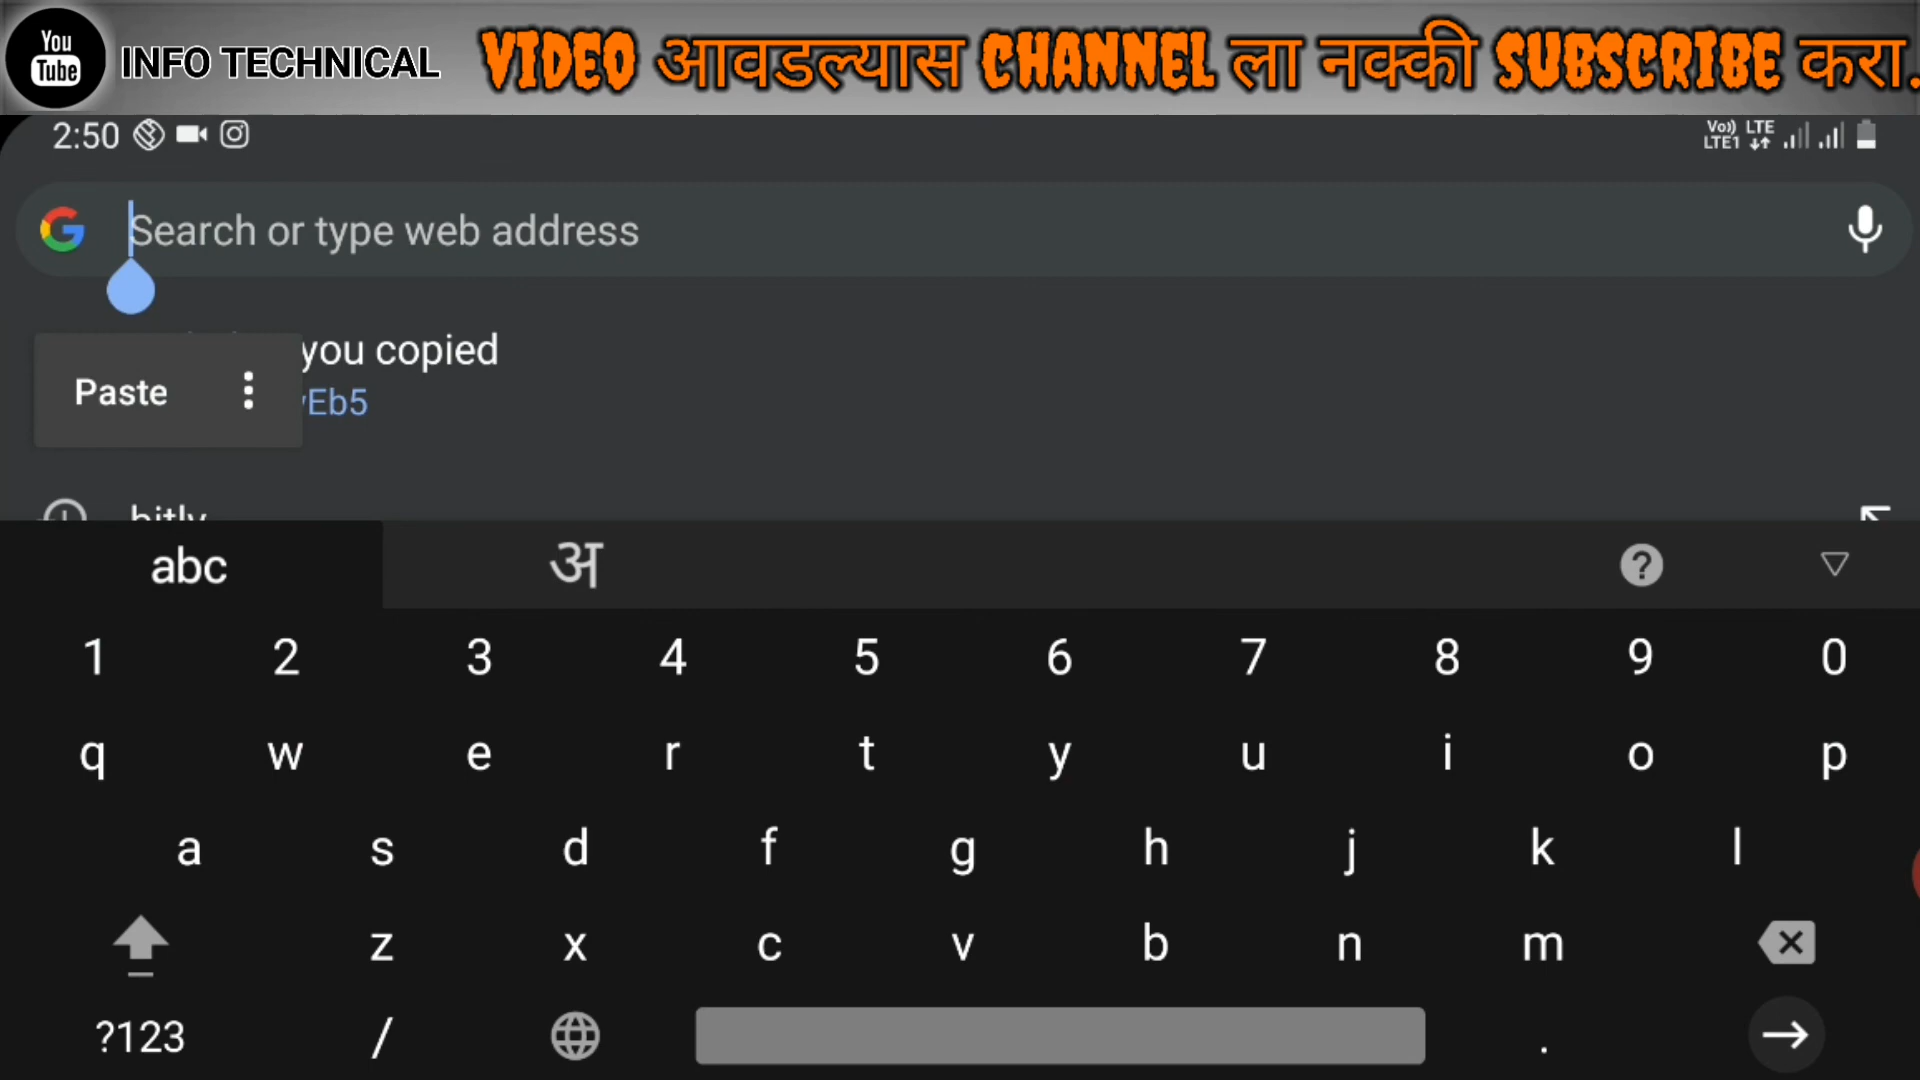 You
Tube
INFO TECHNICAL
VIDEO आवडल्यास CHANNEL ला नक्की SUBSCRIBE करा.
2:50
Vo)) LTE
LTE1
Search or type web address
you copied
Paste
Eb5
bitly
abc
अ
?
1 2 3 4 5 6 7 8 9 0
q w e r t y u i o p
a s d f g h j k l
z x c v b n m
?123 / .